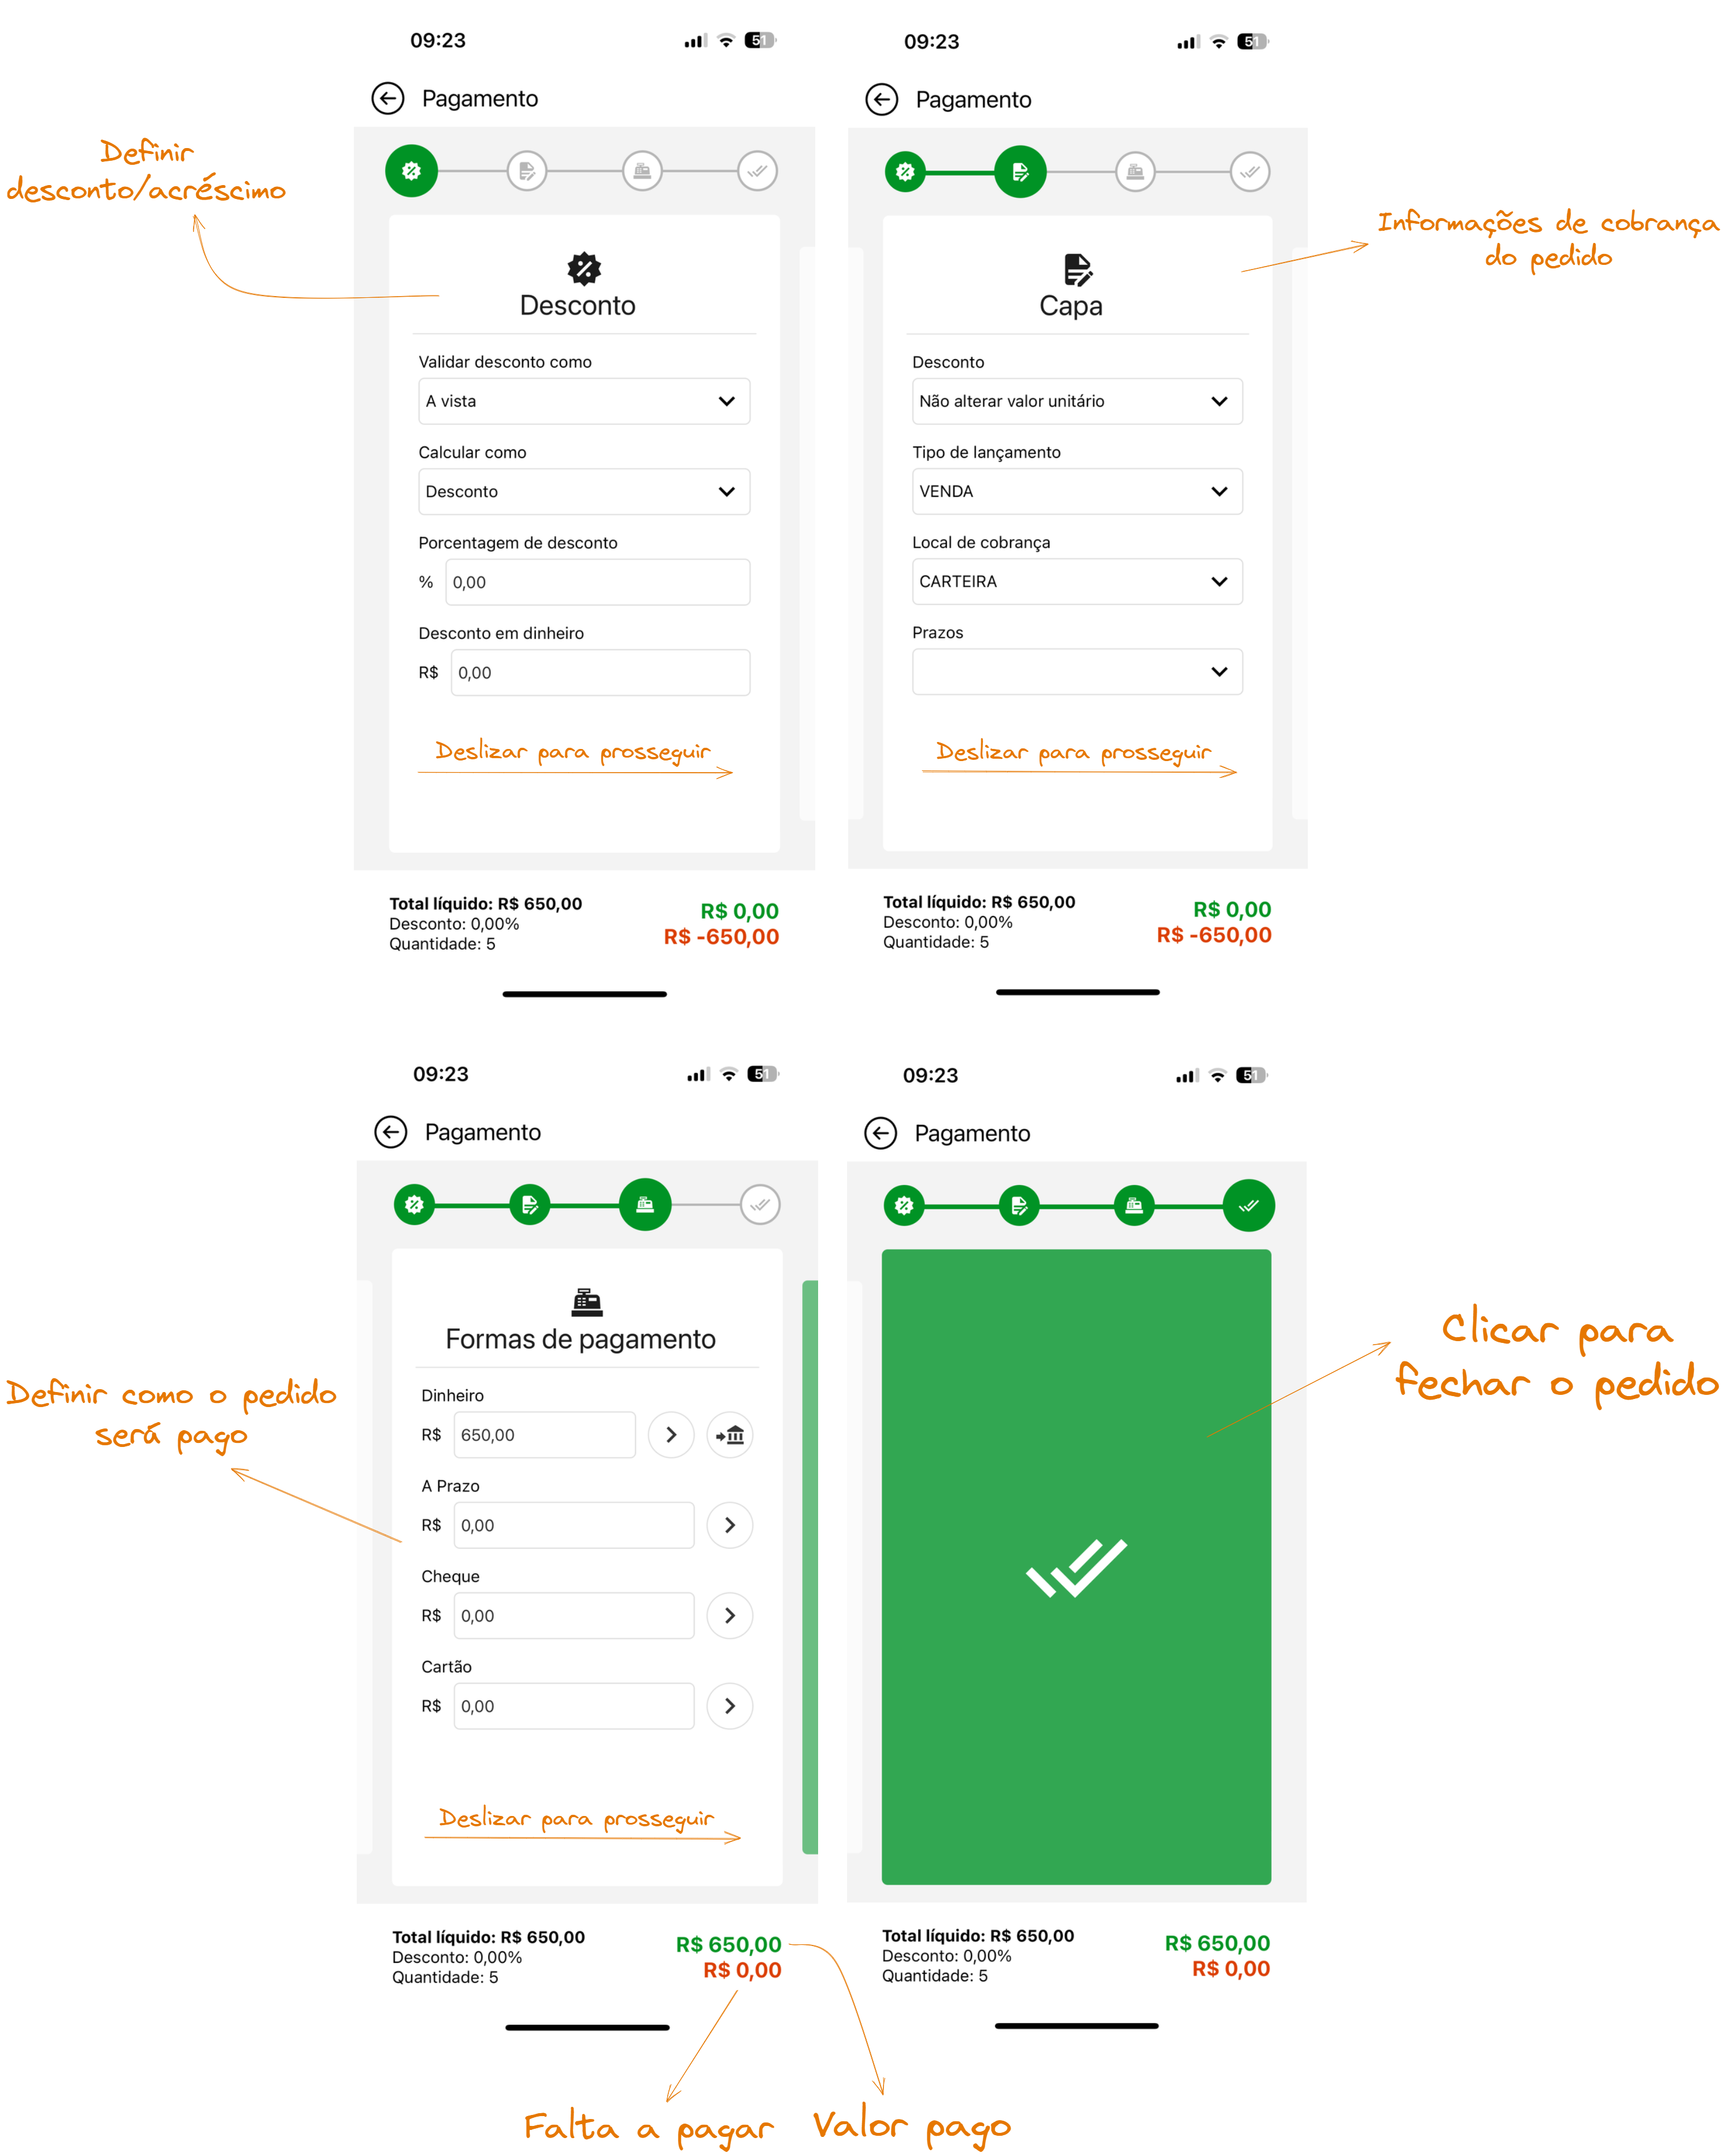 09:23
51
Pagamento
Definir
desconto/acréscimo
Desconto
Validar desconto como
A vista
Calcular como
Desconto
Porcentagem de desconto
% 0,00
Desconto em dinheiro
R$ 0,00
Deslizar para prosseguir
Total líquido: R$ 650,00
Desconto: 0,00%
Quantidade: 5
R$ 0,00
R$ -650,00
09:23
51
Pagamento
Informações de cobrança
do pedido
Capa
Desconto
Não alterar valor unitário
Tipo de lançamento
VENDA
Local de cobrança
CARTEIRA
Prazos
Deslizar para prosseguir
Total líquido: R$ 650,00
Desconto: 0,00%
Quantidade: 5
R$ 0,00
R$ -650,00
09:23
51
Pagamento
Formas de pagamento
Definir como o pedido
será pago
Dinheiro
R$ 650,00
A Prazo
R$ 0,00
Cheque
R$ 0,00
Cartão
R$ 0,00
Deslizar para prosseguir
Total líquido: R$ 650,00
Desconto: 0,00%
Quantidade: 5
R$ 650,00
R$ 0,00
Falta a pagar
Valor pago
09:23
51
Pagamento
Clicar para
fechar o pedido
Total líquido: R$ 650,00
Desconto: 0,00%
Quantidade: 5
R$ 650,00
R$ 0,00